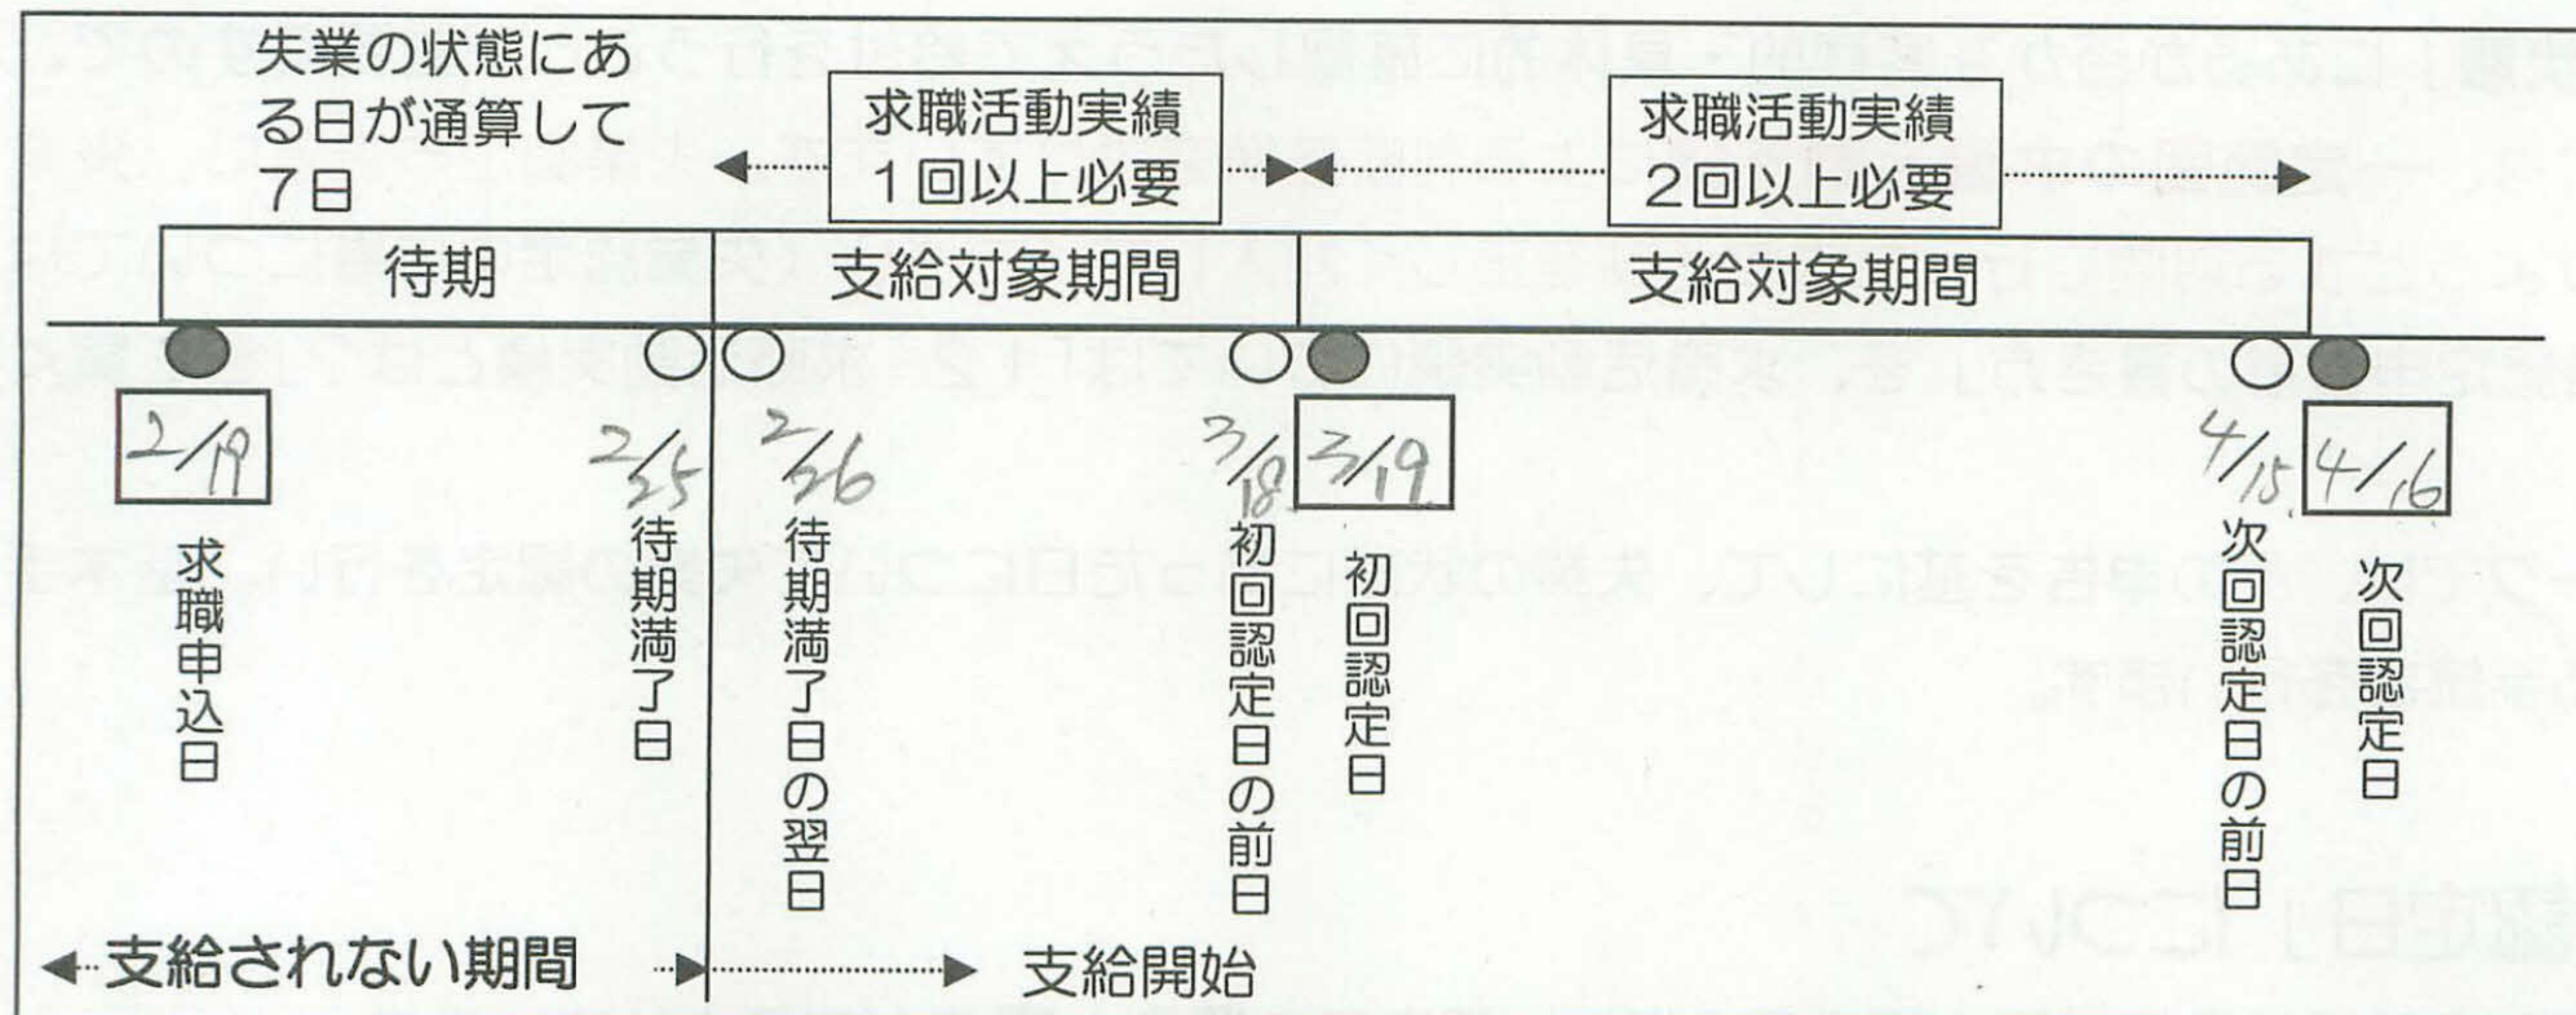 失業の状態にあ
る日が通算して
7日
求職活動実績
1回以上必要
求職活動実績
2回以上必要
待期
支給対象期間
支給対象期間
2/19
2/25
2/26
3/18
3/19
4/15
4/16
求職申込日
待期満了日
待期満了日の翌日
初回認定日の前日
初回認定日
次回認定日の前日
次回認定日
支給されない期間
支給開始